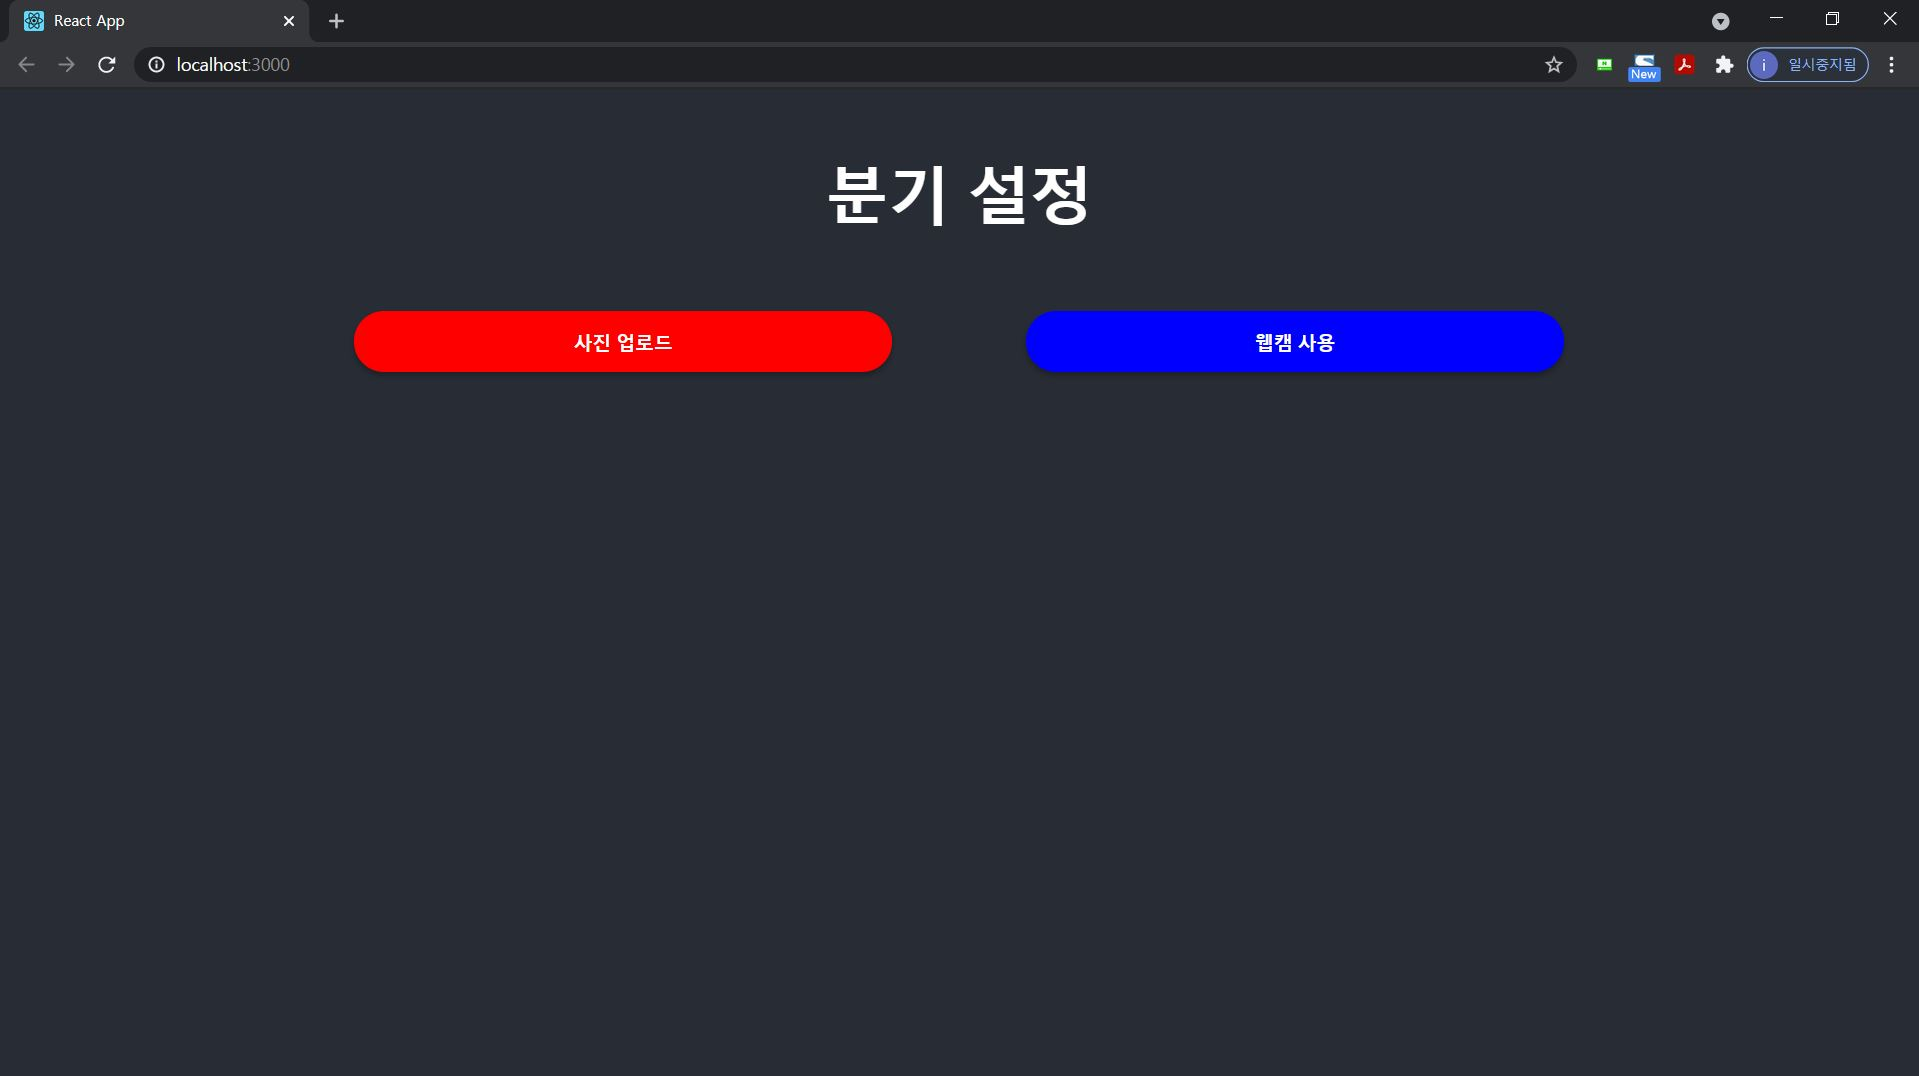 React App
localhost:3000
New
i
일시중지됨
분기 설정
사진 업로드
웹캠 사용